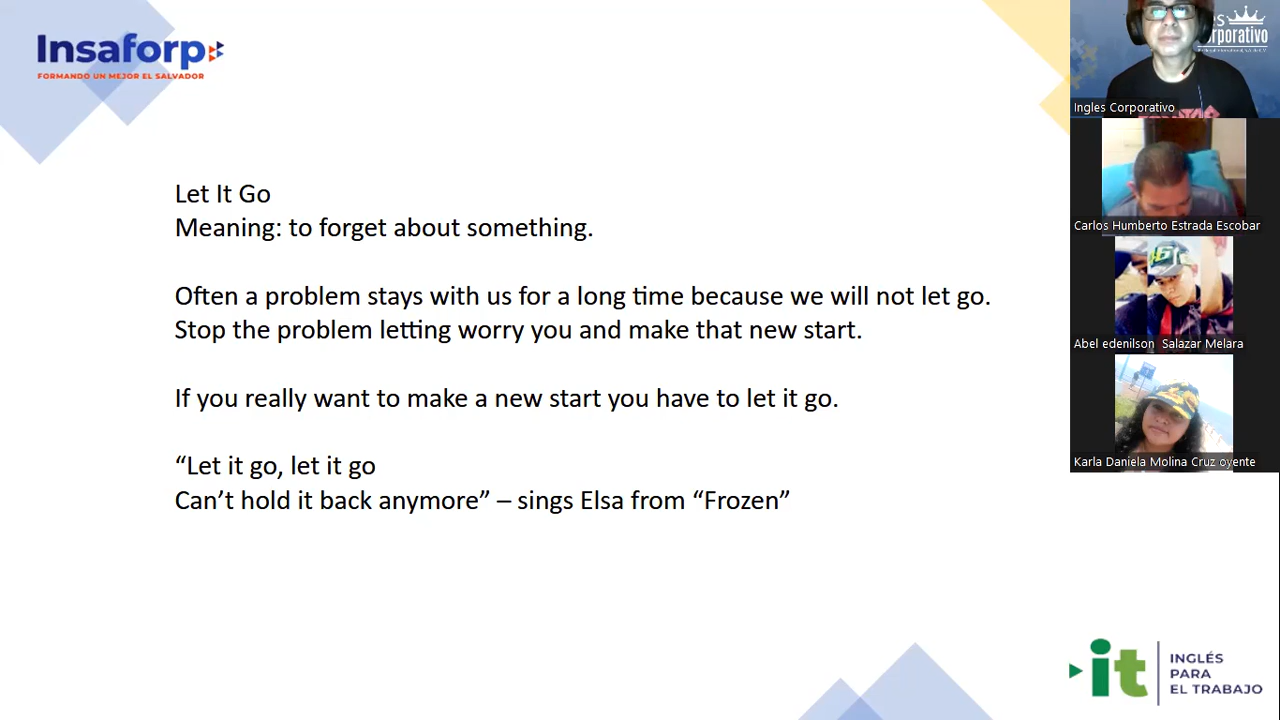 Insaforp
FORMANDO UN MEJOR EL SALVADOR
Let It Go
Meaning: to forget about something.
Often a problem stays with us for a long time because we will not let go.
Stop the problem letting worry you and make that new start.
If you really want to make a new start you have to let it go.
“Let it go, let it go
Can’t hold it back anymore” – sings Elsa from “Frozen”
Ingles Corporativo
Carlos Humberto Estrada Escobar
Abel edenilson Salazar Melara
Karla Daniela Molina Cruz oyente
it
INGLÉS
PARA
EL TRABAJO